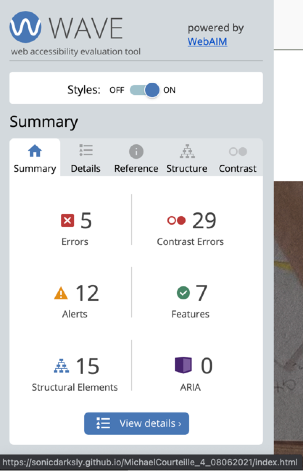 WAVE
web accessibility evaluation tool
powered by
WebAIM
Styles: OFF ON
Summary
Summary Details Reference Structure Contrast
5 29
Errors Contrast Errors
12 7
Alerts Features
15 0
Structural Elements ARIA
View details ›
https://sonicdarksly.github.io/MichaelCourteille_4_08062021/index.html